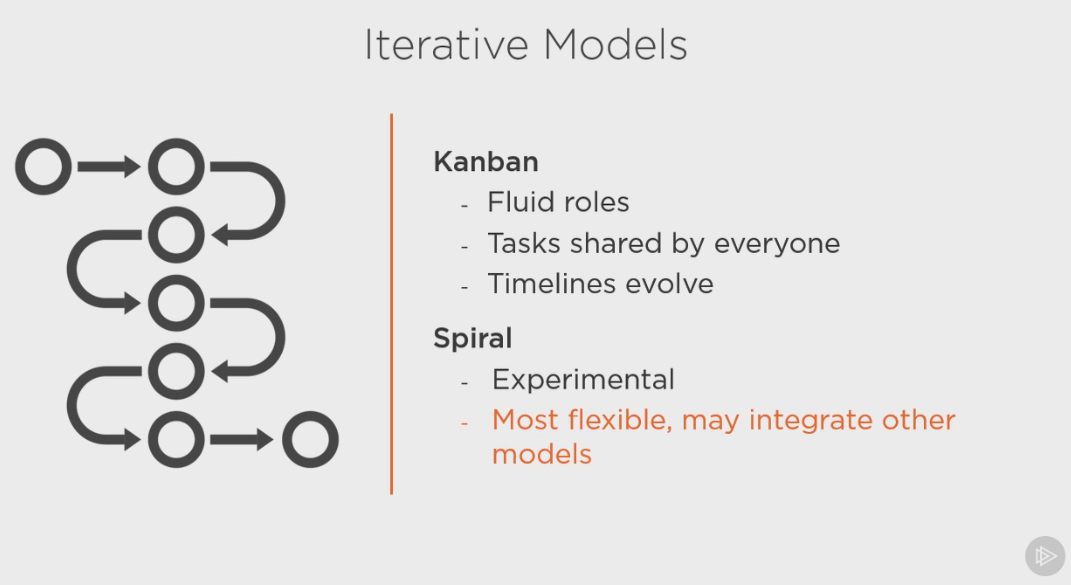 Iterative Models
Kanban
- Fluid roles
- Tasks shared by everyone
- Timelines evolve
Spiral
- Experimental
- Most flexible, may integrate other
models